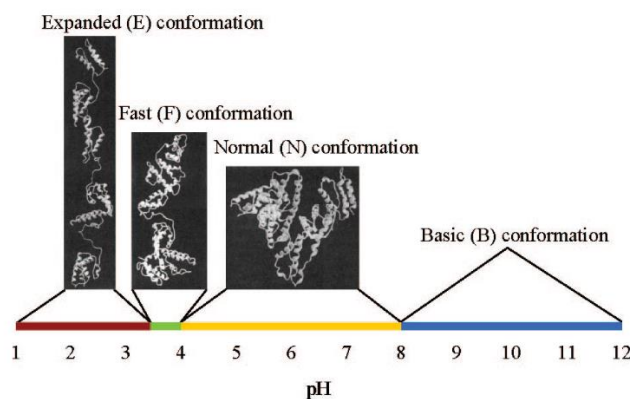 Expanded (E) conformation
Fast (F) conformation
Normal (N) conformation
Basic (B) conformation
1 2 3 4 5 6 7 8 9 10 11 12
pH